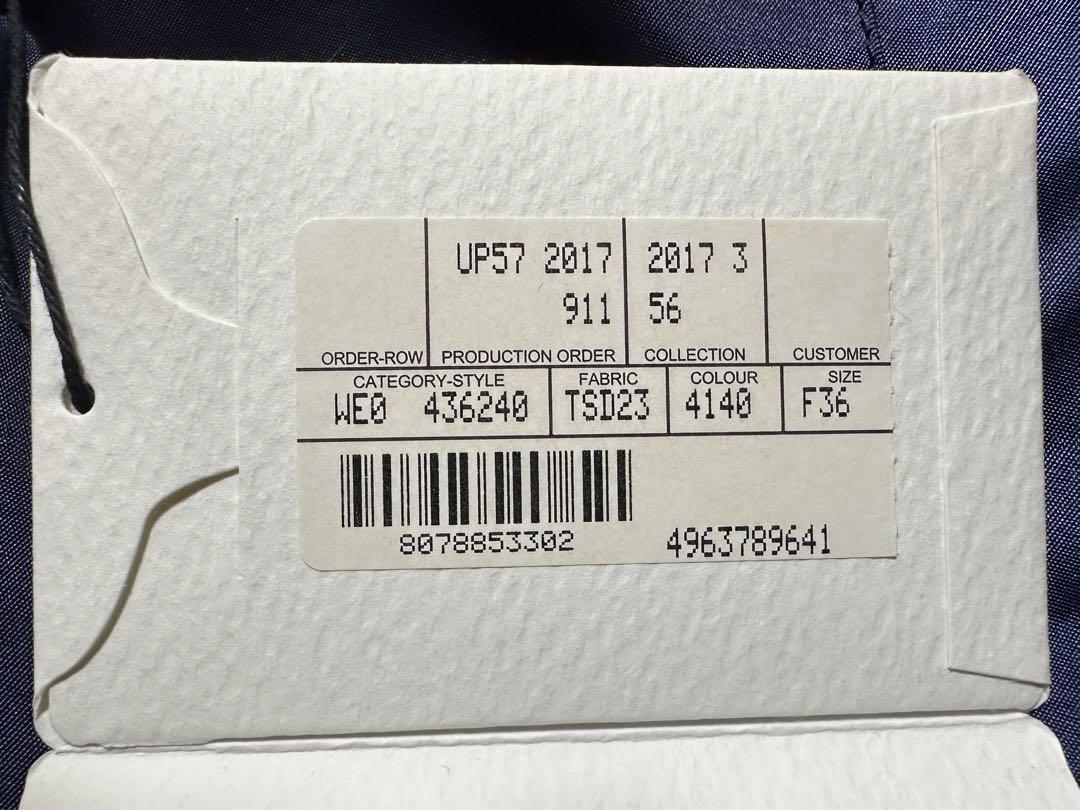 UP57 2017
911
2017 3
56
ORDER-ROW PRODUCTION ORDER COLLECTION CUSTOMER
CATEGORY-STYLE FABRIC COLOUR SIZE
WE0 436240 TSD23 4140 F36
8078853302 4963789641